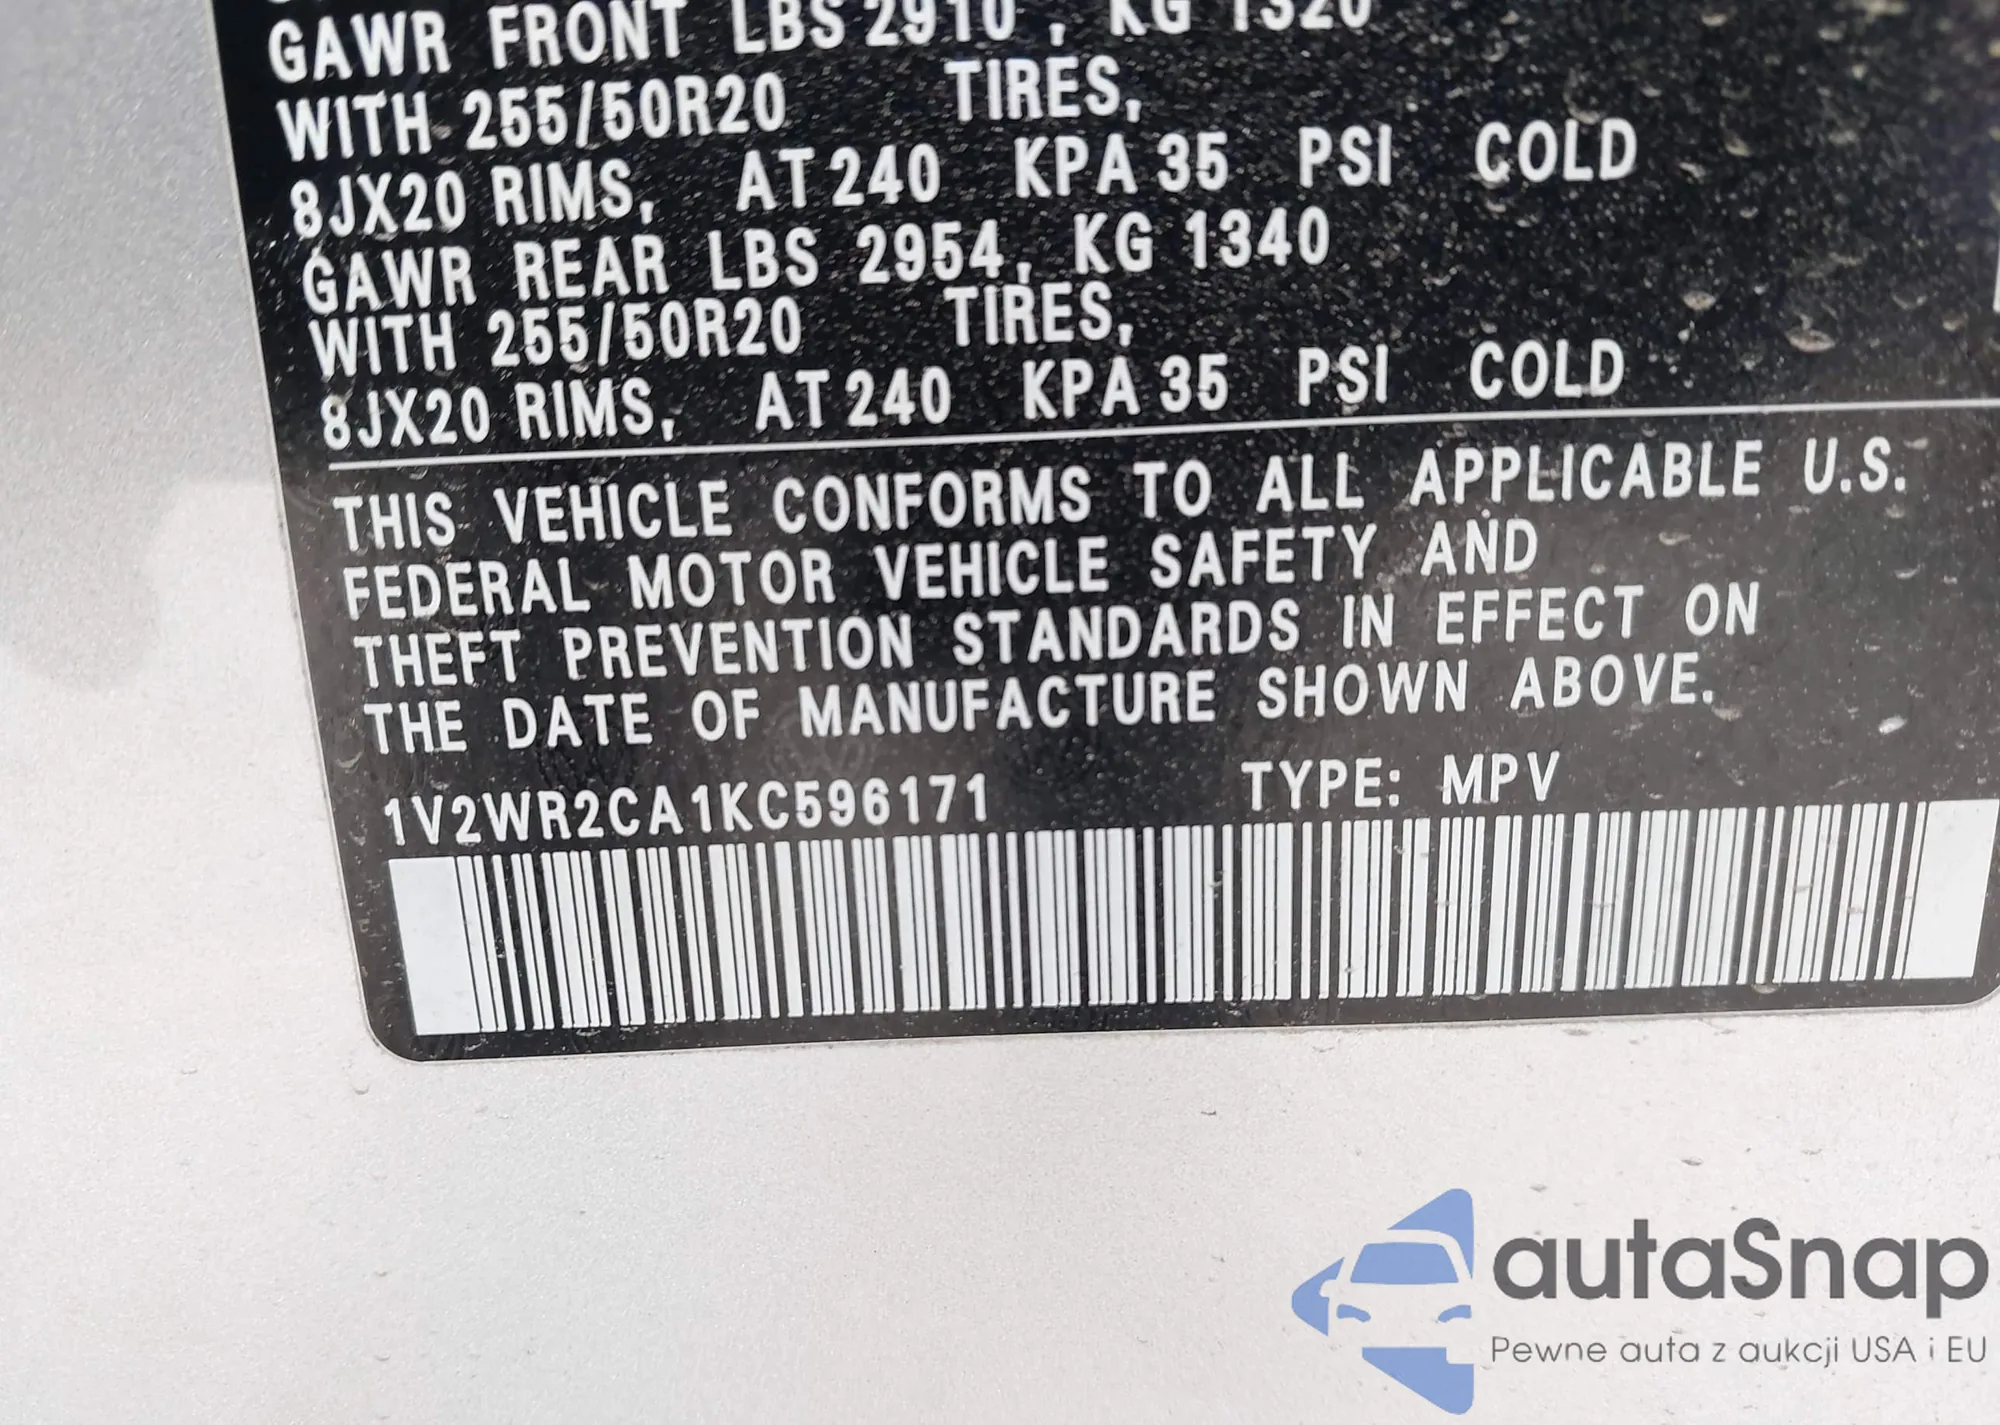 GAWR FRONT LBS 2910 , KG 1320
WITH 255/50R20 TIRES,
8JX20 RIMS, AT 240 KPA 35 PSI COLD
GAWR REAR LBS 2954, KG 1340
WITH 255/50R20 TIRES,
8JX20 RIMS, AT 240 KPA 35 PSI COLD
THIS VEHICLE CONFORMS TO ALL APPLICABLE U.S.
FEDERAL MOTOR VEHICLE SAFETY AND
THEFT PREVENTION STANDARDS IN EFFECT ON
THE DATE OF MANUFACTURE SHOWN ABOVE.
1V2WR2CA1KC596171 TYPE: MPV
autaSnap
Pewne auta z aukcji USA i EU